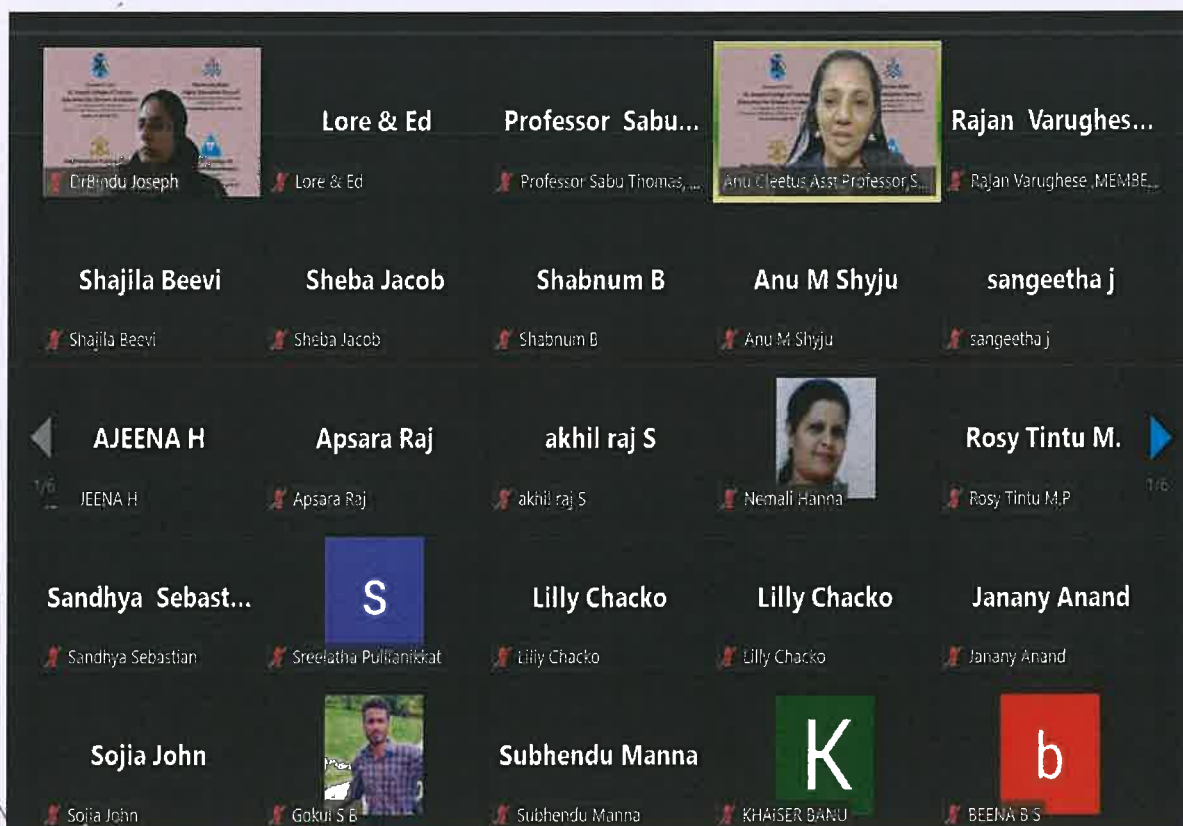 DrBindu Joseph
Lore & Ed
Lore & Ed
Professor Sabu...
Professor Sabu Thomas, ...
Anu Cleetus Asst Professor,S...
Rajan Varughes...
Rajan Varughese ,MEMBE...
Shajila Beevi
Shajila Beevi
Sheba Jacob
Sheba Jacob
Shabnum B
Shabnum B
Anu M Shyju
Anu M Shyju
sangeetha j
sangeetha j
AJEENA H
1/6
JEENA H
Apsara Raj
Apsara Raj
akhil raj S
akhil raj S
Nemali Hanna
Rosy Tintu M.
Rosy Tintu M.P
1/6
Sandhya Sebast...
Sandhya Sebastian
S
Sreelatha Pullanikkat
Lilly Chacko
Lilly Chacko
Lilly Chacko
Lilly Chacko
Janany Anand
Janany Anand
Sojia John
Sojia John
Gokul S B
Subhendu Manna
Subhendu Manna
K
KHAISER BANU
b
BEENA B S